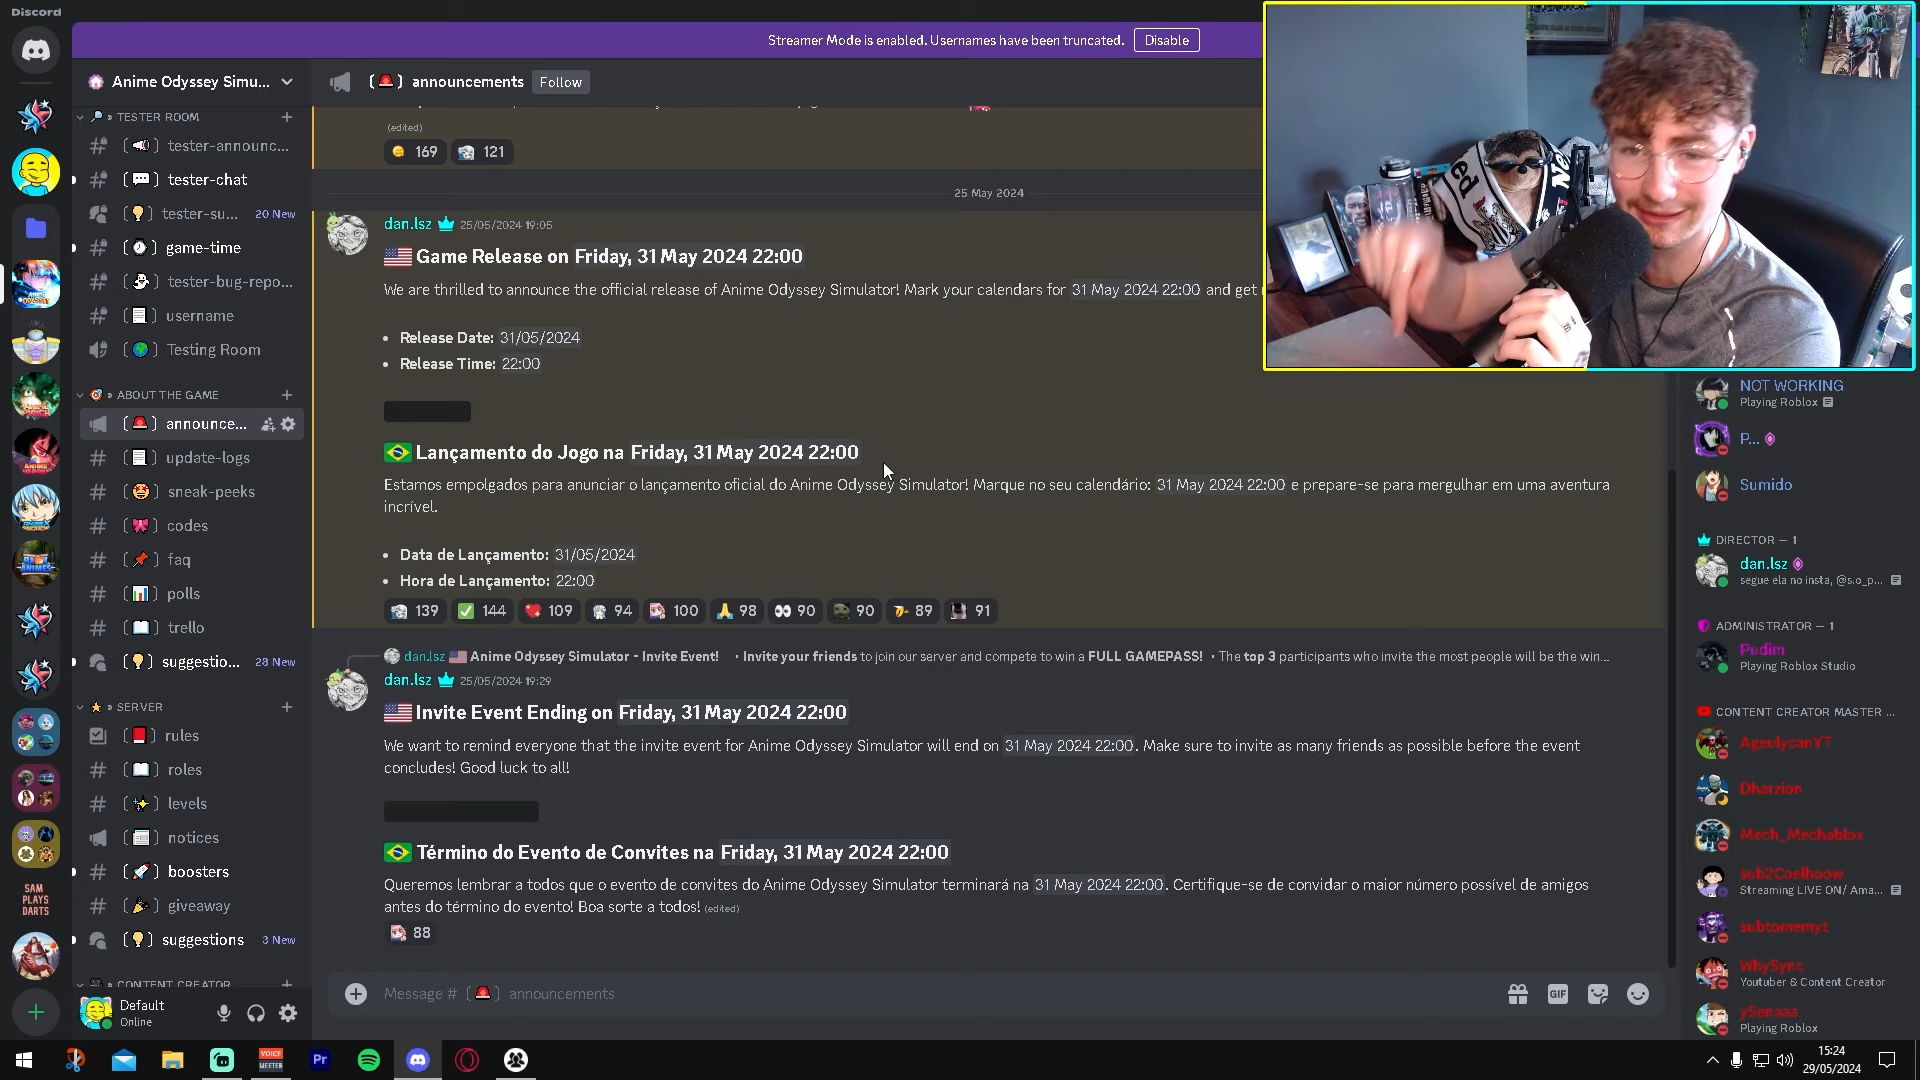 Discord
Streamer Mode is enabled. Usernames have been truncated.
Disable
Anime Odyssey Simu...
announcements
Follow
TESTER ROOM
tester-announc...
tester-chat
tester-su...
20 New
game-time
tester-bug-repo...
username
Testing Room
ABOUT THE GAME
announce...
update-logs
sneak-peeks
codes
faq
polls
trello
suggestio...
28 New
SERVER
rules
roles
levels
notices
boosters
giveaway
suggestions
3 New
CONTENT CREATOR
Default
Online
SAM
PLAYS
DARTS
(edited)
169
121
25 May 2024
dan.lsz 25/05/2024 19:05
Game Release on Friday, 31 May 2024 22:00
We are thrilled to announce the official release of Anime Odyssey Simulator! Mark your calendars for 31 May 2024 22:00 and get
• Release Date: 31/05/2024
• Release Time: 22:00
Lançamento do Jogo na Friday, 31 May 2024 22:00
Estamos empolgados para anunciar o lançamento oficial do Anime Odyssey Simulator! Marque no seu calendário: 31 May 2024 22:00 e prepare-se para mergulhar em uma aventura
incrível.
• Data de Lançamento: 31/05/2024
• Hora de Lançamento: 22:00
139 144 109 94 100 98 90 90 89 91
dan.lsz Anime Odyssey Simulator - Invite Event! • Invite your friends to join our server and compete to win a FULL GAMEPASS! • The top 3 participants who invite the most people will be the win...
dan.lsz 25/05/2024 19:29
Invite Event Ending on Friday, 31 May 2024 22:00
We want to remind everyone that the invite event for Anime Odyssey Simulator will end on 31 May 2024 22:00. Make sure to invite as many friends as possible before the event
concludes! Good luck to all!
Término do Evento de Convites na Friday, 31 May 2024 22:00
Queremos lembrar a todos que o evento de convites do Anime Odyssey Simulator terminará na 31 May 2024 22:00. Certifique-se de convidar o maior número possível de amigos
antes do término do evento! Boa sorte a todos! (edited)
88
Message # announcements
GIF
NOT WORKING
Playing Roblox
P...
Sumido
DIRECTOR — 1
dan.lsz
segue ela no insta, @s.o_p...
ADMINISTRATOR — 1
Pudim
Playing Roblox Studio
CONTENT CREATOR MASTER ...
AgeulycanYT
Dharzion
Mech_Mechablox
sub2Coelhoow
Streaming LIVE ON/ Ama...
subtomemyt
WhySync
Youtuber & Content Creator
ySenaaa
Playing Roblox
VOICE
MEETER
Pr
15:24
29/05/2024